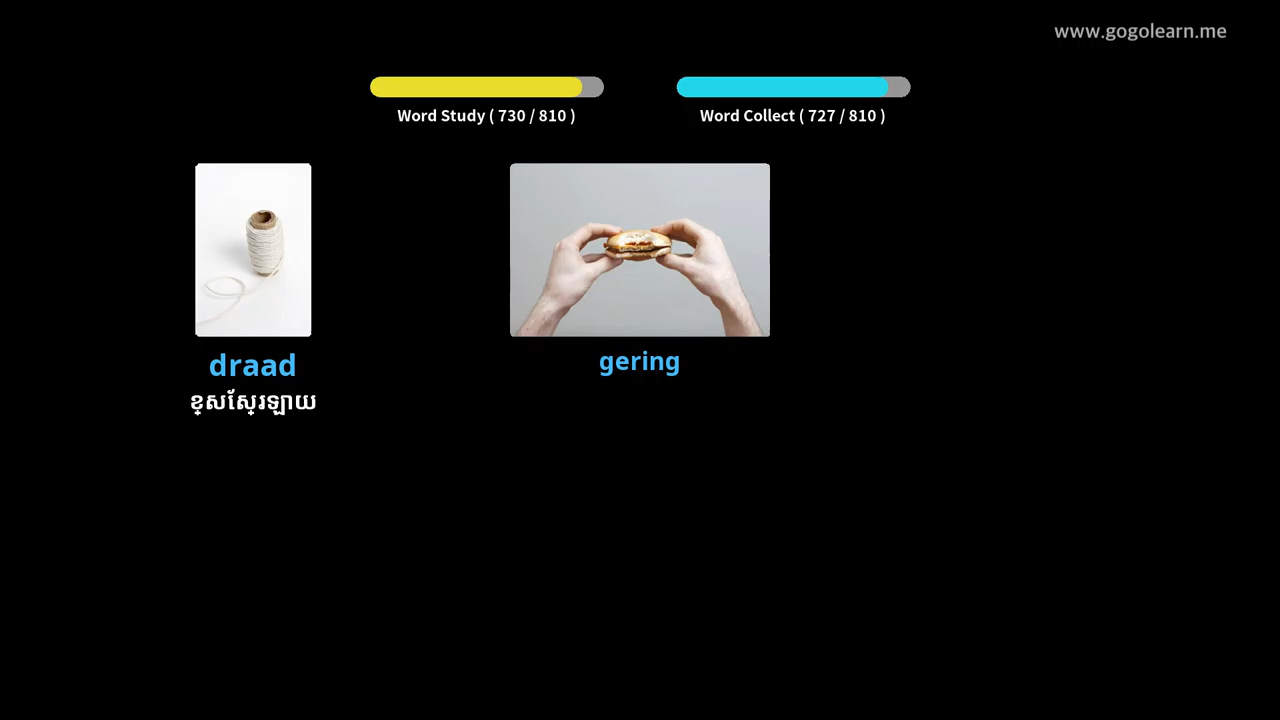 www.gogolearn.me
Word Study ( 730 / 810 )
Word Collect ( 727 / 810 )
draad
gering
ខ្សែស្រឡាយ